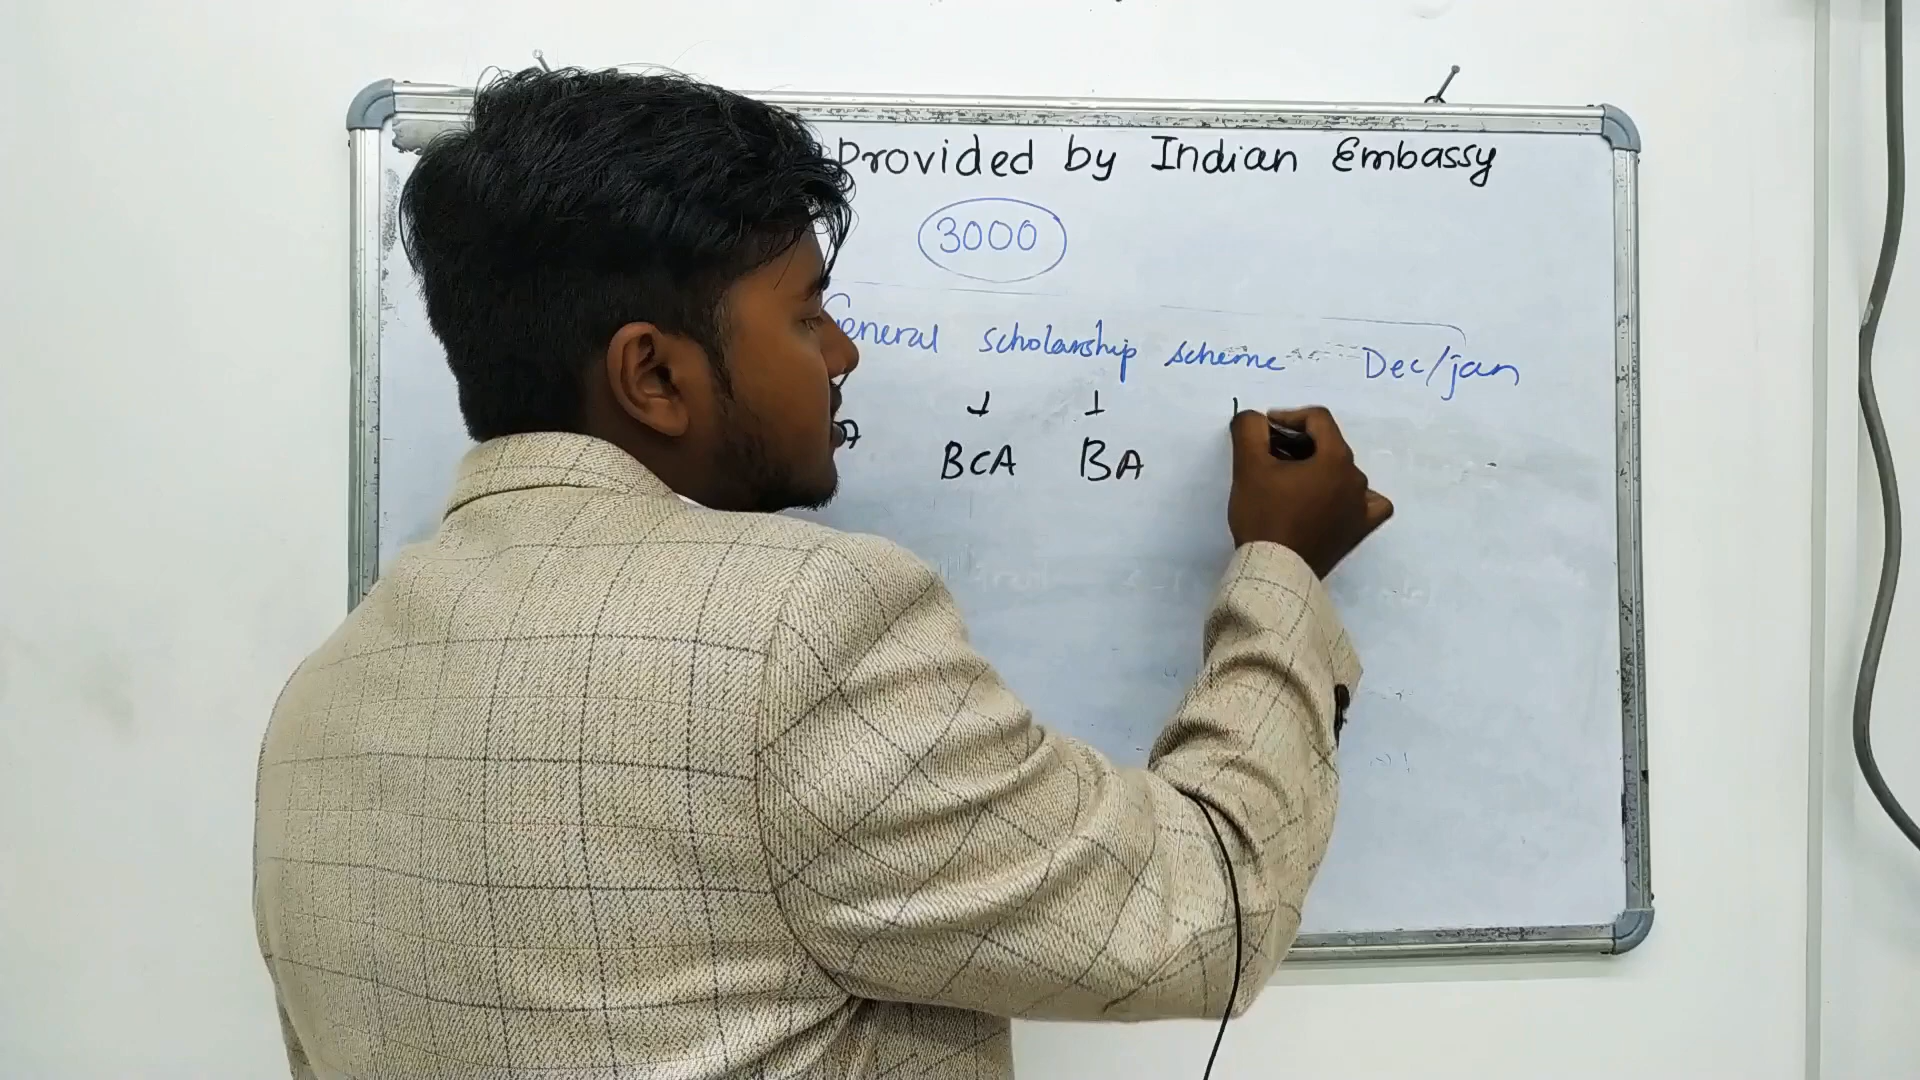 Provided by Indian Embassy
3000
General scholarship scheme Dec/jan
BCA BA